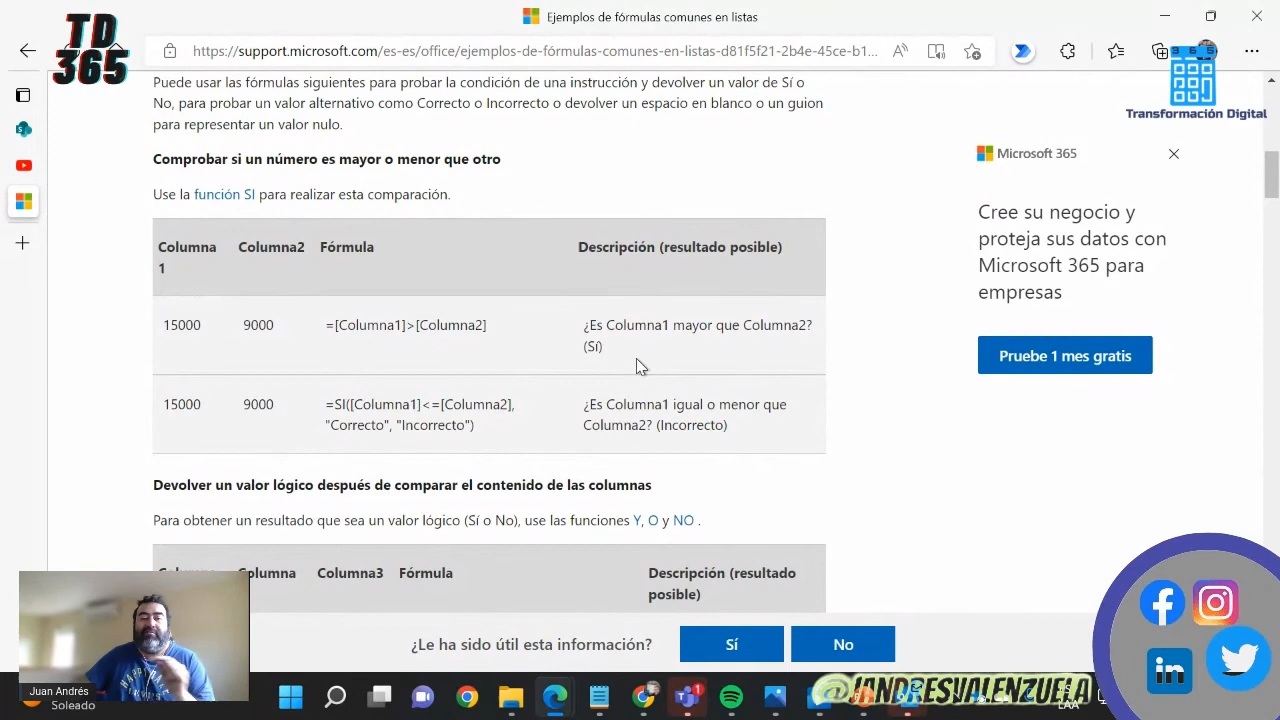 TD
365
Ejemplos de fórmulas comunes en listas
https://support.microsoft.com/es-es/office/ejemplos-de-fórmulas-comunes-en-listas-d81f5f21-2b4e-45ce-b1...
365
Transformación Digital
Puede usar las fórmulas siguientes para probar la condición de una instrucción y devolver un valor de Sí o
No, para probar un valor alternativo como Correcto o Incorrecto o devolver un espacio en blanco o un guion
para representar un valor nulo.
Comprobar si un número es mayor o menor que otro
Use la función SI para realizar esta comparación.
Columna
1
Columna2
Fórmula
Descripción (resultado posible)
15000
9000
=[Columna1]>[Columna2]
¿Es Columna1 mayor que Columna2?
(Sí)
15000
9000
=SI([Columna1]<=[Columna2],
"Correcto", "Incorrecto")
¿Es Columna1 igual o menor que
Columna2? (Incorrecto)
Devolver un valor lógico después de comparar el contenido de las columnas
Para obtener un resultado que sea un valor lógico (Sí o No), use las funciones Y, O y NO .
Columna
Columna3
Fórmula
Descripción (resultado
posible)
Microsoft 365
Cree su negocio y
proteja sus datos con
Microsoft 365 para
empresas
Pruebe 1 mes gratis
¿Le ha sido útil esta información?
Sí
No
Juan Andrés
Soleado
1
@JANDRESVALENZUELA
LAA
in